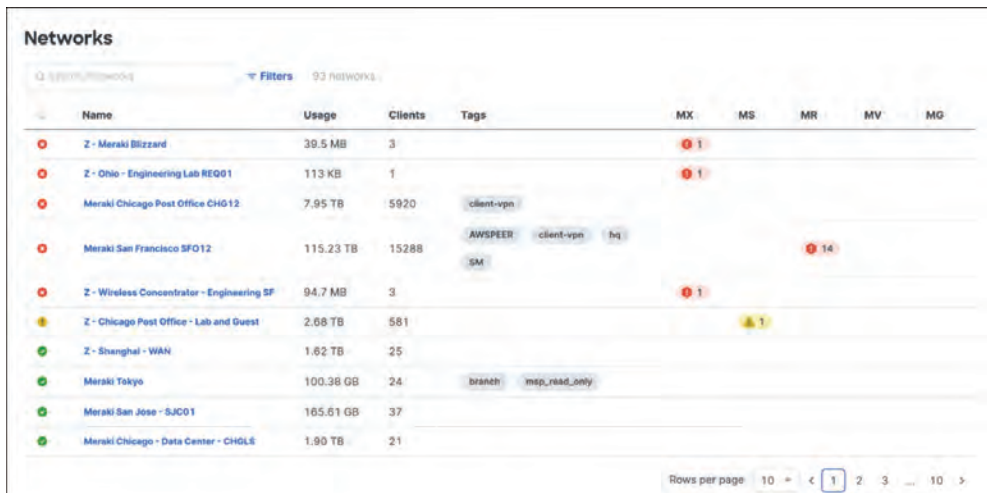 Networks
Filters 93 networks
Name Usage Clients Tags MX MS MR MV MG
Z - Meraki Blizzard 39.5 MB 3 1
Z - Ohio - Engineering Lab REQ01 113 KB 1 1
Meraki Chicago Post Office CHG12 7.95 TB 5920 client-vpn
AWSPEER client-vpn hq
Meraki San Francisco SFO12 115.23 TB 15288 14
SM
Z - Wireless Concentrator - Engineering SF 94.7 MB 3 1
Z - Chicago Post Office - Lab and Guest 2.68 TB 581 1
Z - Shanghai - WAN 1.62 TB 25
Meraki Tokyo 100.38 GB 24 branch msp_read_only
Meraki San Jose - SJC01 165.61 GB 37
Meraki Chicago - Data Center - CHGLS 1.90 TB 21
Rows per page 10 < 1 2 3 ... 10 >